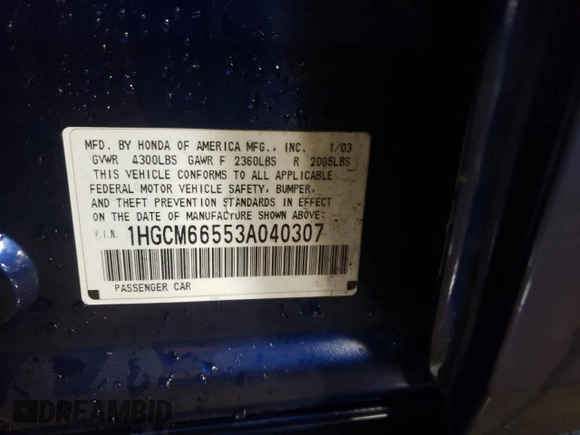 MFD. BY HONDA OF AMERICA MFG., INC. 1/03
GVWR 4300LBS GAWR F 2360LBS R 2005LBS
THIS VEHICLE CONFORMS TO ALL APPLICABLE
FEDERAL MOTOR VEHICLE SAFETY, BUMPER,
AND THEFT PREVENTION STANDARDS IN EFFECT
ON THE DATE OF MANUFACTURE SHOWN ABOVE:
V.I.N. 1HGCM66553A040307
PASSENGER CAR
DREAMBID